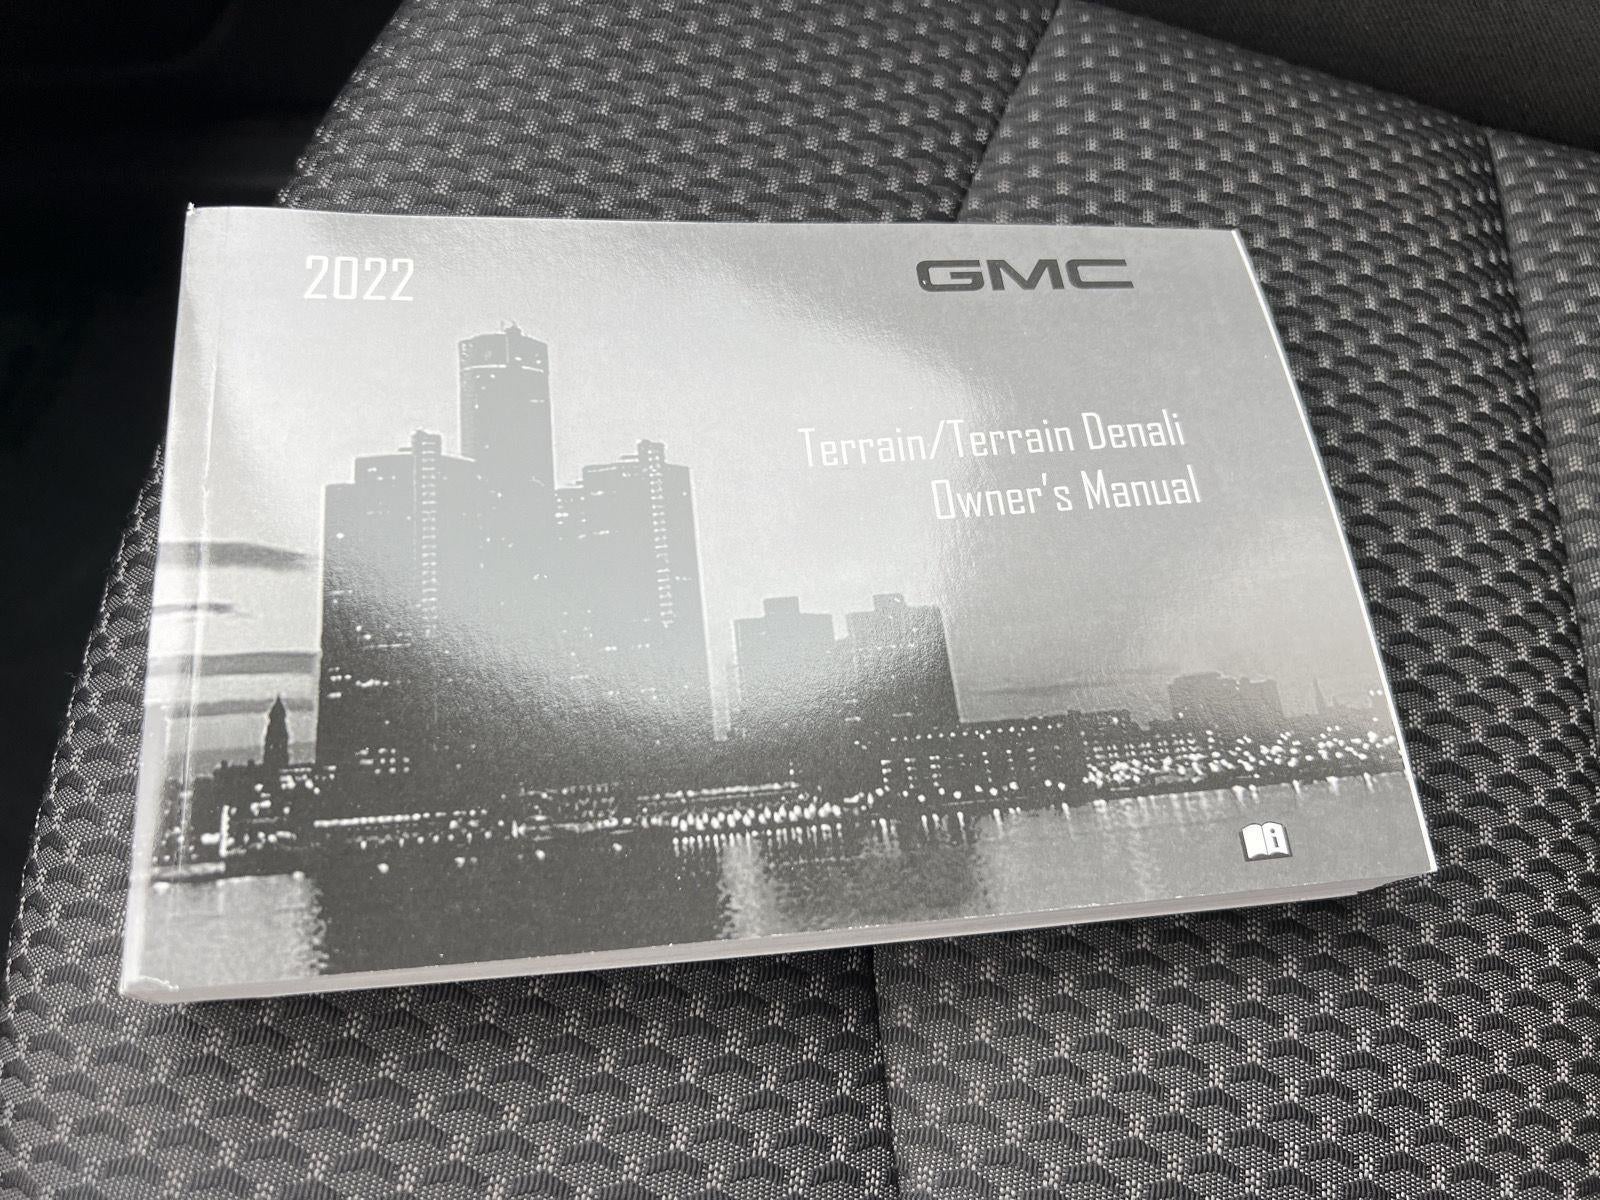 2022
GMC
Terrain/Terrain Denali
Owner's Manual
i